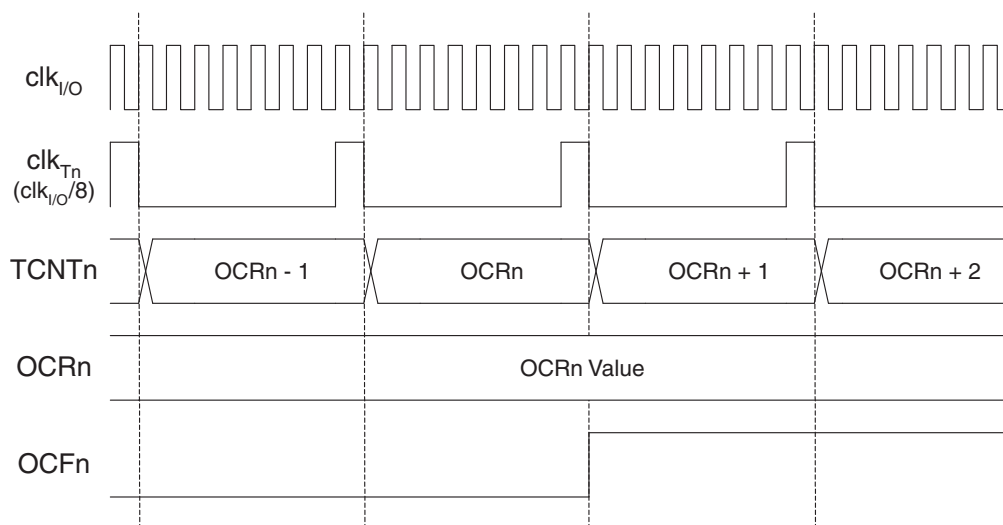 clkI/O
clkTn
(clkI/O/8)
TCNTn
OCRn - 1
OCRn
OCRn + 1
OCRn + 2
OCRn
OCRn Value
OCFn